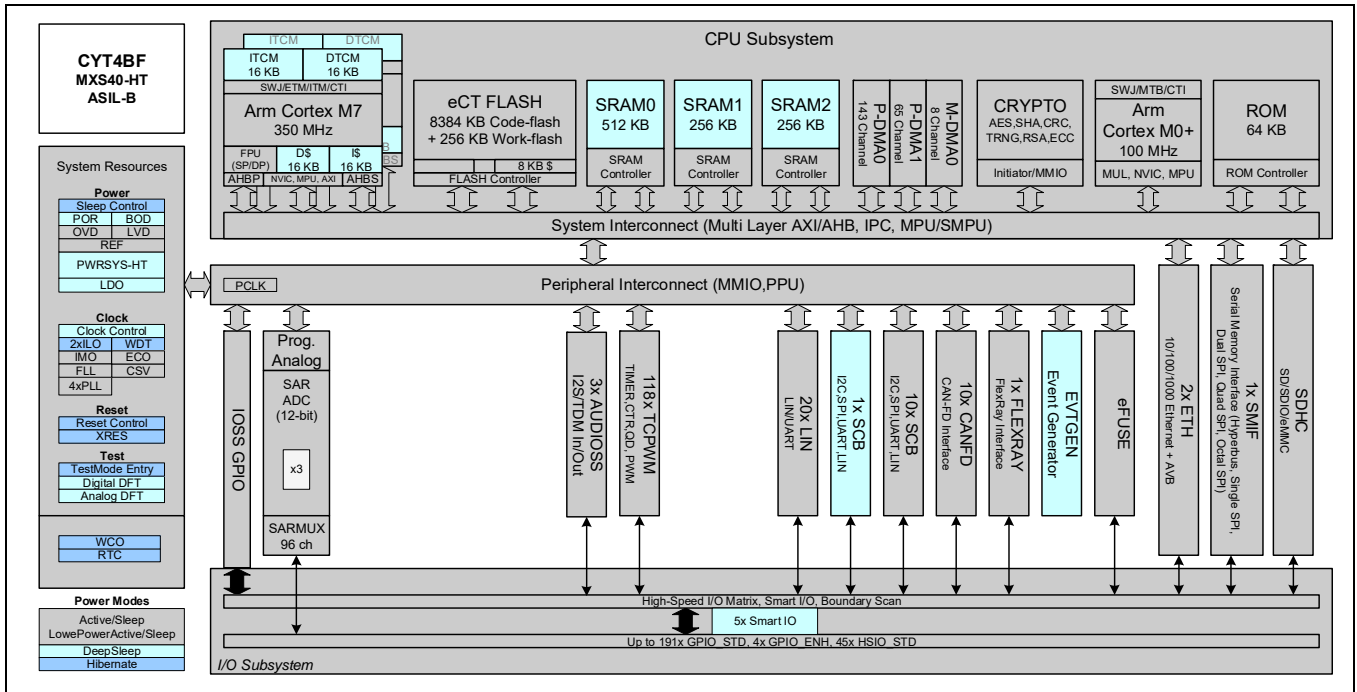 CYT4BF
MXS40-HT
ASIL-B
System Resources
Power
Sleep Control
POR BOD
OVD LVD
REF
PWRSYS-HT
LDO
Clock
Clock Control
2xILO WDT
IMO ECO
FLL CSV
4xPLL
Reset
Reset Control
XRES
Test
TestMode Entry
Digital DFT
Analog DFT
WCO
RTC
Power Modes
Active/Sleep
LowePowerActive/Sleep
DeepSleep
Hibernate
CPU Subsystem
ITCM DTCM
ITCM
16 KB
DTCM
16 KB
SWJ/ETM/ITM/CTI
Arm Cortex M7
350 MHz
FPU
(SP/DP)
D$
16 KB
I$
16 KB
AHBP NVIC, MPU, AXI AHBS
eCT FLASH
8384 KB Code-flash
+ 256 KB Work-flash
8 KB $
FLASH Controller
SRAM0
512 KB
SRAM
Controller
SRAM1
256 KB
SRAM
Controller
SRAM2
256 KB
SRAM
Controller
P-DMA0
143 Channel
P-DMA1
65 Channel
M-DMA0
8 Channel
CRYPTO
AES,SHA,CRC,
TRNG,RSA,ECC
Initiator/MMIO
SWJ/MTB/CTI
Arm
Cortex M0+
100 MHz
MUL, NVIC, MPU
ROM
64 KB
ROM Controller
System Interconnect (Multi Layer AXI/AHB, IPC, MPU/SMPU)
PCLK
Peripheral Interconnect (MMIO,PPU)
IOSS GPIO
Prog.
Analog
SAR
ADC
(12-bit)
x3
SARMUX
96 ch
3x AUDIOSS
I2S/TDM In/Out
118x TCPWM
TIMER,CTR,QD, PWM
20x LIN
LIN/UART
1x SCB
I2C,SPI,UART,LIN
10x SCB
I2C,SPI,UART,LIN
10x CANFD
CAN-FD Interface
1x FLEXRAY
FlexRay Interface
EVTGEN
Event Generator
eFUSE
2x ETH
10/100/1000 Ethernet + AVB
1x SMIF
Serial Memory Interface (Hyperbus, Single SPI,
Dual SPI, Quad SPI, Octal SPI)
SDHC
SD/SDIO/eMMC
High-Speed I/O Matrix, Smart I/O, Boundary Scan
5x Smart IO
Up to 191x GPIO_STD, 4x GPIO_ENH, 45x HSIO_STD
I/O Subsystem